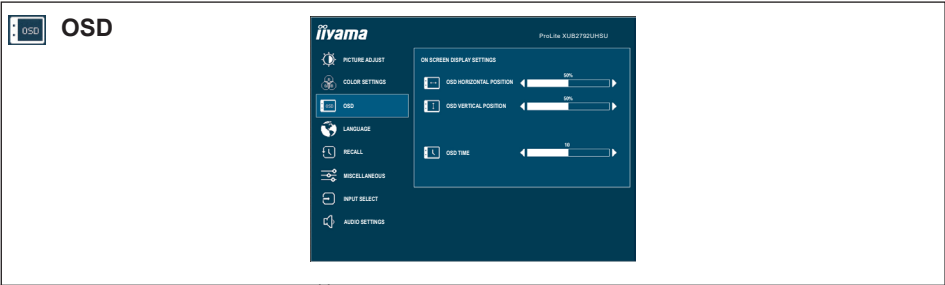 OSD
OSD
iiyama
ProLite XUB2792UHSU
PICTURE ADJUST
COLOR SETTINGS
OSD
OSD
LANGUAGE
RECALL
MISCELLANEOUS
INPUT SELECT
AUDIO SETTINGS
ON SCREEN DISPLAY SETTINGS
OSD HORIZONTAL POSITION
50%
OSD VERTICAL POSITION
50%
OSD TIME
10